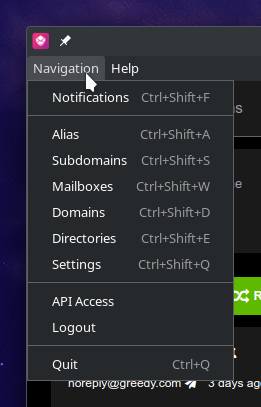 Navigation Help
Notifications Ctrl+Shift+F
Alias Ctrl+Shift+A
Subdomains Ctrl+Shift+S
Mailboxes Ctrl+Shift+W
Domains Ctrl+Shift+D
Directories Ctrl+Shift+E
Settings Ctrl+Shift+Q
API Access
Logout
Quit Ctrl+Q
noreply@greedy.com 3 days ago